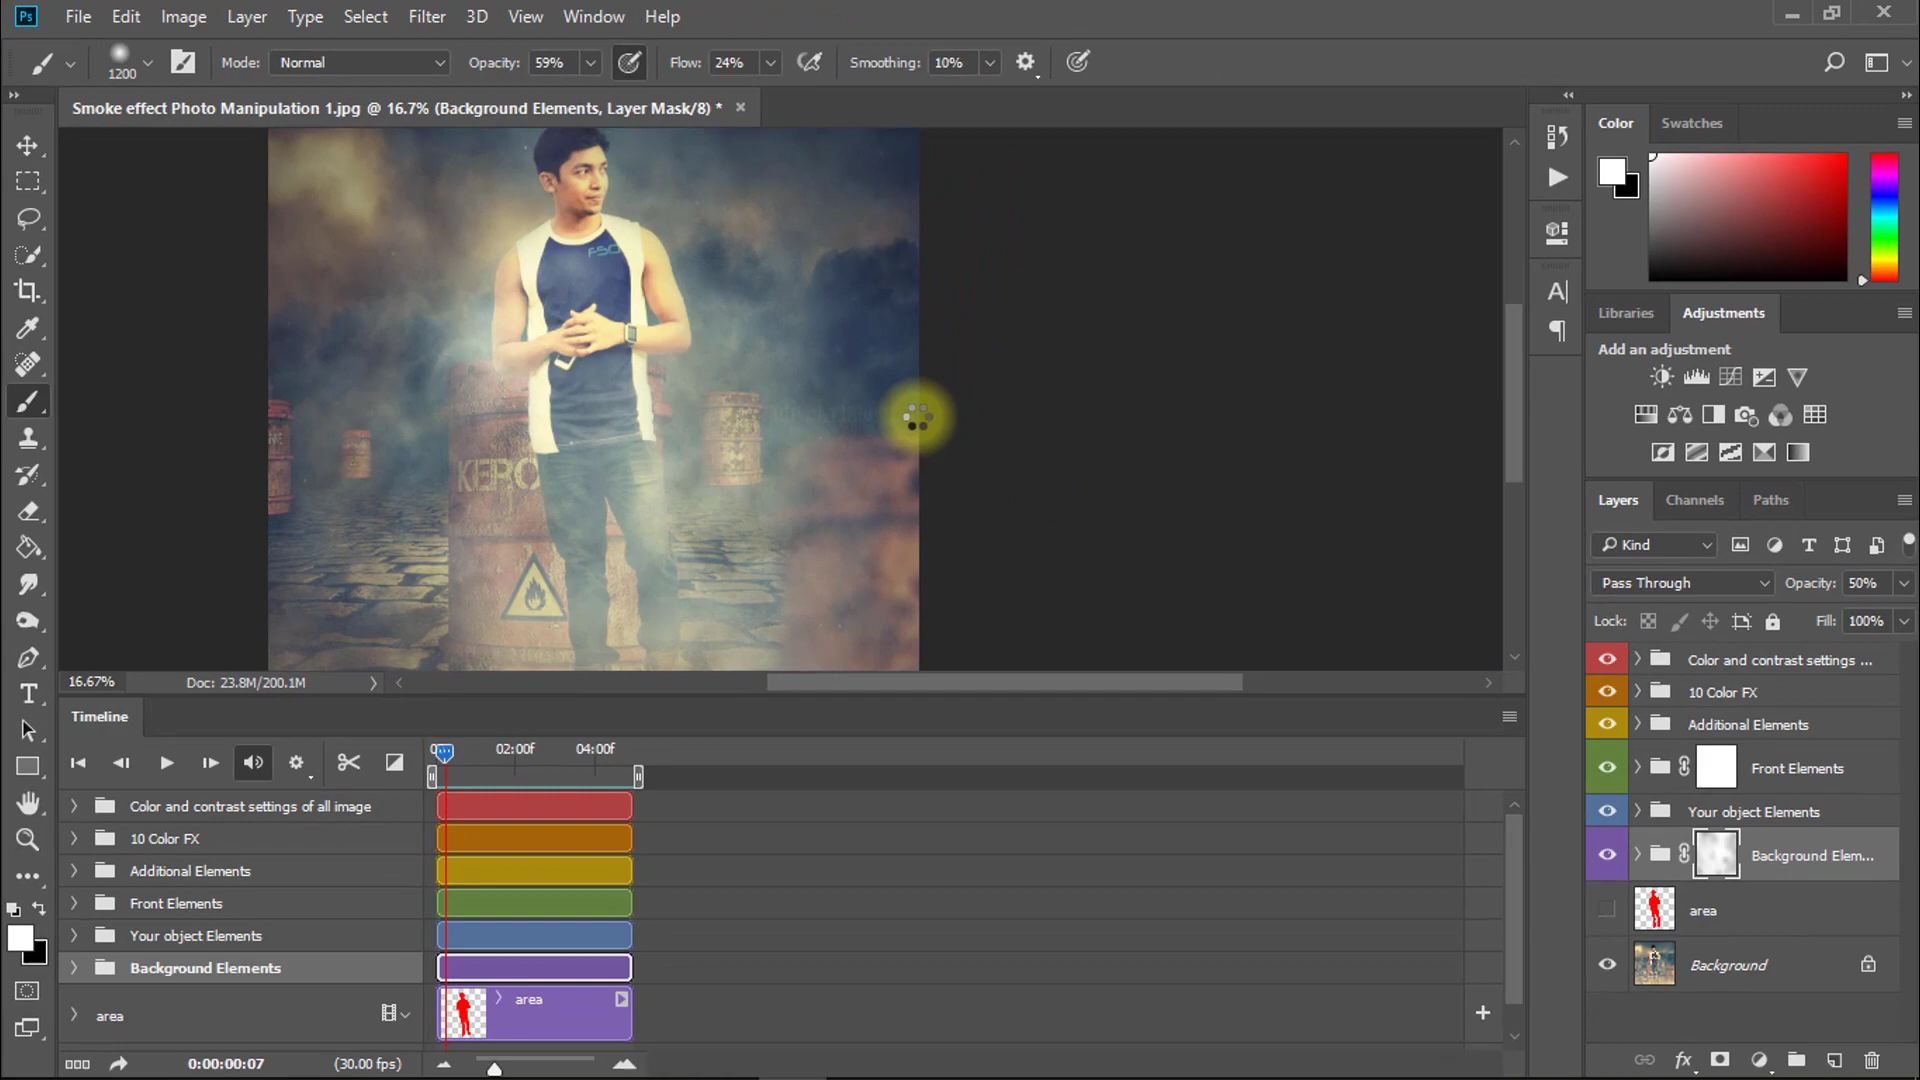 Ps File Edit Image Layer Type Select Filter 3D View Window Help
1200 Mode: Normal Opacity: 59% Flow: 24% Smoothing: 10%
Smoke effect Photo Manipulation 1.jpg @ 16.7% (Background Elements, Layer Mask/8) *
FSO
KERO
16.67% Doc: 23.8M/200.1M
Timeline
02:00f 04:00f
Color and contrast settings of all image
10 Color FX
Additional Elements
Front Elements
Your object Elements
Background Elements
area
area
0:00:00:07 (30.00 fps)
Color Swatches
Libraries Adjustments
Add an adjustment
Layers Channels Paths
Kind
Pass Through Opacity: 50%
Lock: Fill: 100%
Color and contrast settings ...
10 Color FX
Additional Elements
Front Elements
Your object Elements
Background Elem...
area
Background